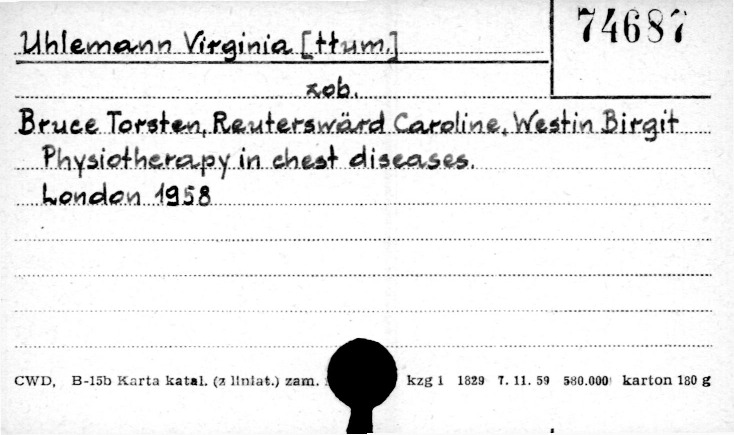 74687
Uhlemann Virginia [tłum.]
zob.
Bruce Torsten, Reuterswärd Caroline, Westin Birgit
Physiotherapy in chest diseases.
London 1958
CWD, B-15b Karta katal. (z liniat.) zam. kzg 1 1829 7. 11. 59 580.000 karton 180 g